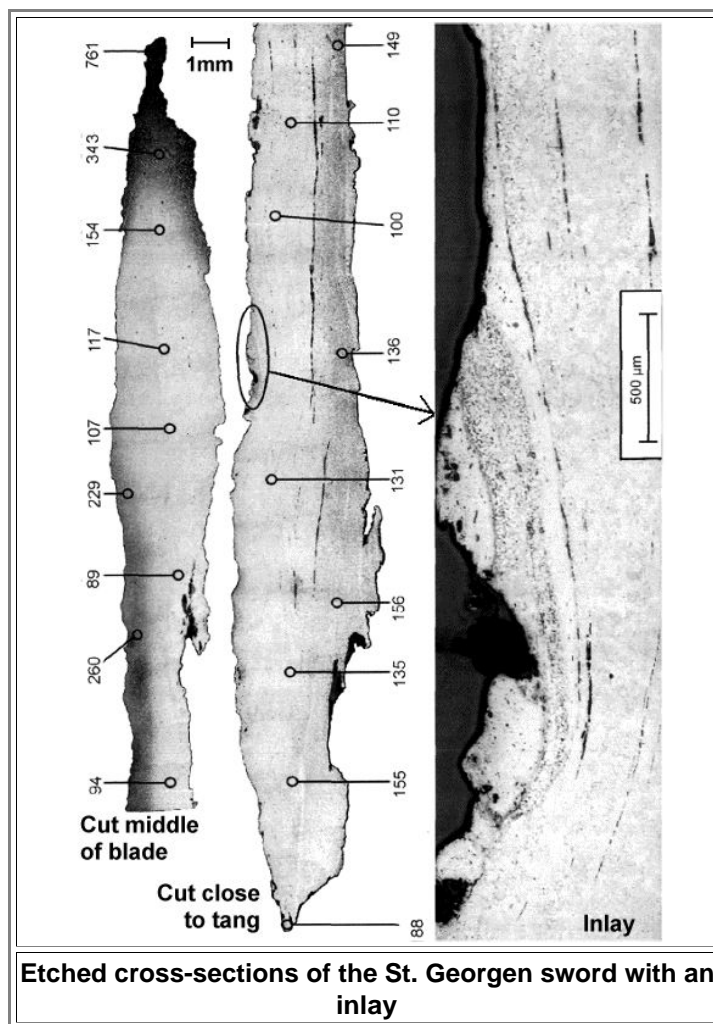 761
343
154
117
107
229
89
260
94
1mm
Cut middle
of blade
149
110
100
136
131
156
135
155
188
Cut close
to tang
500 µm
Inlay
Etched cross-sections of the St. Georgen sword with an
inlay